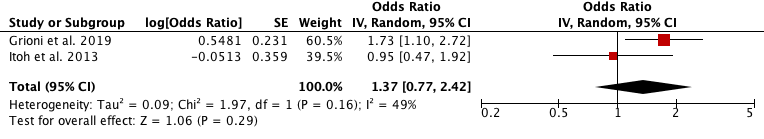 Odds Ratio Odds Ratio
Study or Subgroup log[Odds Ratio] SE Weight IV, Random, 95% CI IV, Random, 95% CI
Grioni et al. 2019 0.5481 0.231 60.5% 1.73 [1.10, 2.72]
Itoh et al. 2013 -0.0513 0.359 39.5% 0.95 [0.47, 1.92]
Total (95% CI) 100.0% 1.37 [0.77, 2.42]
Heterogeneity: Tau² = 0.09; Chi² = 1.97, df = 1 (P = 0.16); I² = 49%
Test for overall effect: Z = 1.06 (P = 0.29)
0.2 0.5 1 2 5